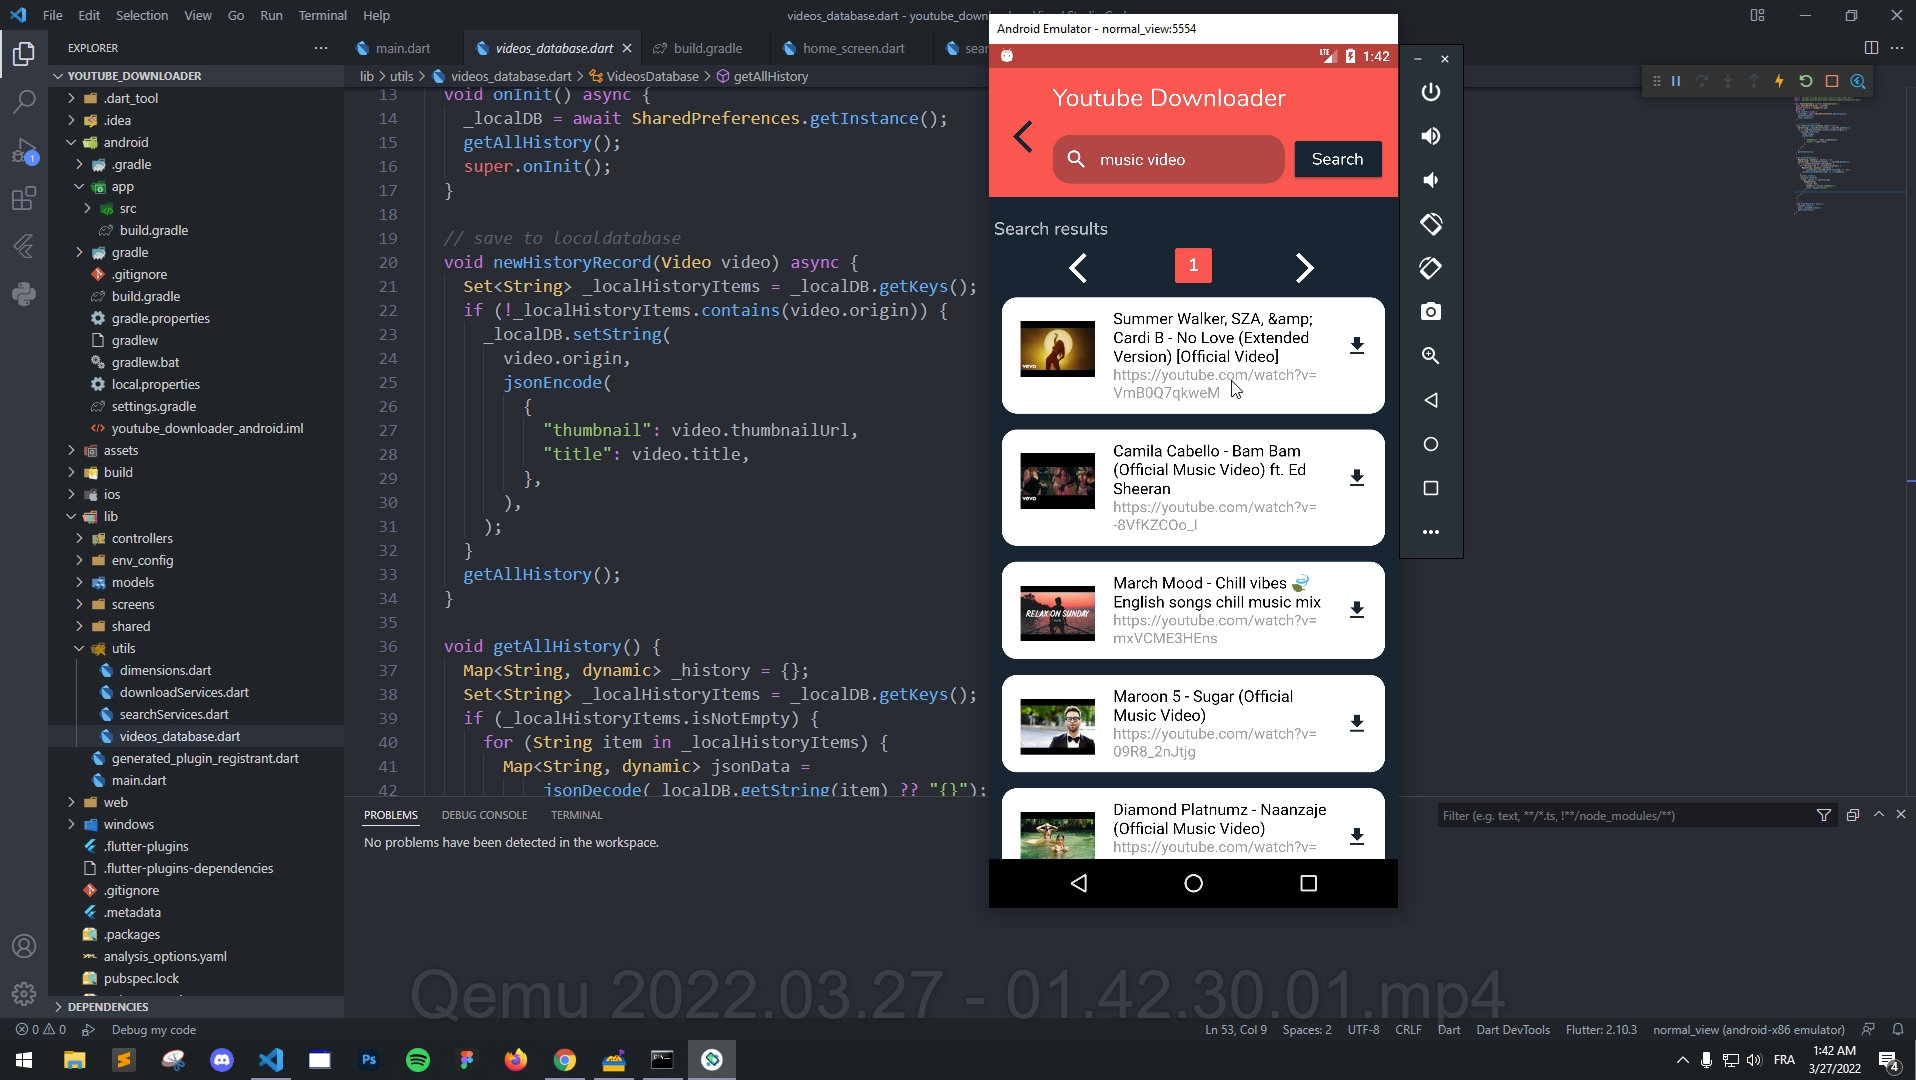 File Edit Selection View Go Run Terminal Help
videos_database.dart - youtube_down
EXPLORER
YOUTUBE_DOWNLOADER
.dart_tool
.idea
android
.gradle
app
src
build.gradle
gradle
.gitignore
build.gradle
gradle.properties
gradlew
gradlew.bat
local.properties
settings.gradle
youtube_downloader_android.iml
assets
build
ios
lib
controllers
env_config
models
screens
shared
utils
dimensions.dart
downloadServices.dart
searchServices.dart
videos_database.dart
generated_plugin_registrant.dart
main.dart
web
windows
.flutter-plugins
.flutter-plugins-dependencies
.gitignore
.metadata
.packages
analysis_options.yaml
pubspec.lock
DEPENDENCIES
main.dart videos_database.dart build.gradle home_screen.dart sear
lib > utils > videos_database.dart > VideosDatabase > getAllHistory
13 void onInit() async {
14 _localDB = await SharedPreferences.getInstance();
15 getAllHistory();
16 super.onInit();
17 }
18
19 // save to localdatabase
20 void newHistoryRecord(Video video) async {
21 Set<String> _localHistoryItems = _localDB.getKeys();
22 if (!_localHistoryItems.contains(video.origin)) {
23 _localDB.setString(
24 video.origin,
25 jsonEncode(
26 {
27 "thumbnail": video.thumbnailUrl,
28 "title": video.title,
29 },
30 ),
31 );
32 }
33 getAllHistory();
34 }
35
36 void getAllHistory() {
37 Map<String, dynamic> _history = {};
38 Set<String> _localHistoryItems = _localDB.getKeys();
39 if (_localHistoryItems.isNotEmpty) {
40 for (String item in _localHistoryItems) {
41 Map<String, dynamic> jsonData =
42 jsonDecode(_localDB.getString(item) ?? "{}");
PROBLEMS DEBUG CONSOLE TERMINAL
No problems have been detected in the workspace.
Filter (e.g. text, **/*.ts, !**/node_modules/**)
Android Emulator - normal_view:5554
LTE 1:42
Youtube Downloader
music video
Search
Search results
1
Summer Walker, SZA, &amp;
Cardi B - No Love (Extended
Version) [Official Video]
https://youtube.com/watch?v=
VmB0Q7qkweM
vevo
Camila Cabello - Bam Bam
(Official Music Video) ft. Ed
Sheeran
https://youtube.com/watch?v=
-8VfKZCOo_I
vevo
March Mood - Chill vibes 🍃
English songs chill music mix
https://youtube.com/watch?v=
mxVCME3HEns
RELAX ON SUNDAY
Maroon 5 - Sugar (Official
Music Video)
https://youtube.com/watch?v=
09R8_2nJtjg
Diamond Platnumz - Naanzaje
(Official Music Video)
https://youtube.com/watch?v=
Qemu 2022.03.27 - 01.42.30.01.mp4
0 0 Debug my code
Ln 53, Col 9 Spaces: 2 UTF-8 CRLF Dart Dart DevTools Flutter: 2.10.3 normal_view (android-x86 emulator)
Ps
FRA
1:42 AM
3/27/2022
4
1